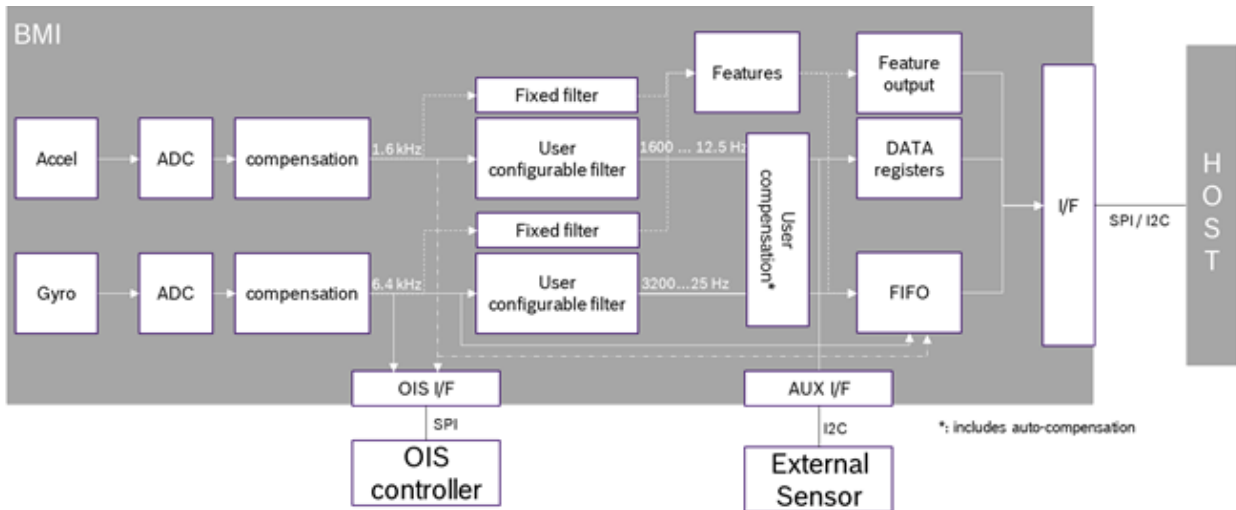 BMI
Fixed filter
Features
Feature
output
Accel
ADC
compensation
1.6 kHz
User
configurable filter
1600 ... 12.5 Hz
User
compensation*
DATA
registers
I/F
SPI / I2C
HOST
Fixed filter
Gyro
ADC
compensation
6.4 kHz
User
configurable filter
3200...25 Hz
FIFO
OIS I/F
AUX I/F
SPI
I2C
*: includes auto-compensation
OIS
controller
External
Sensor